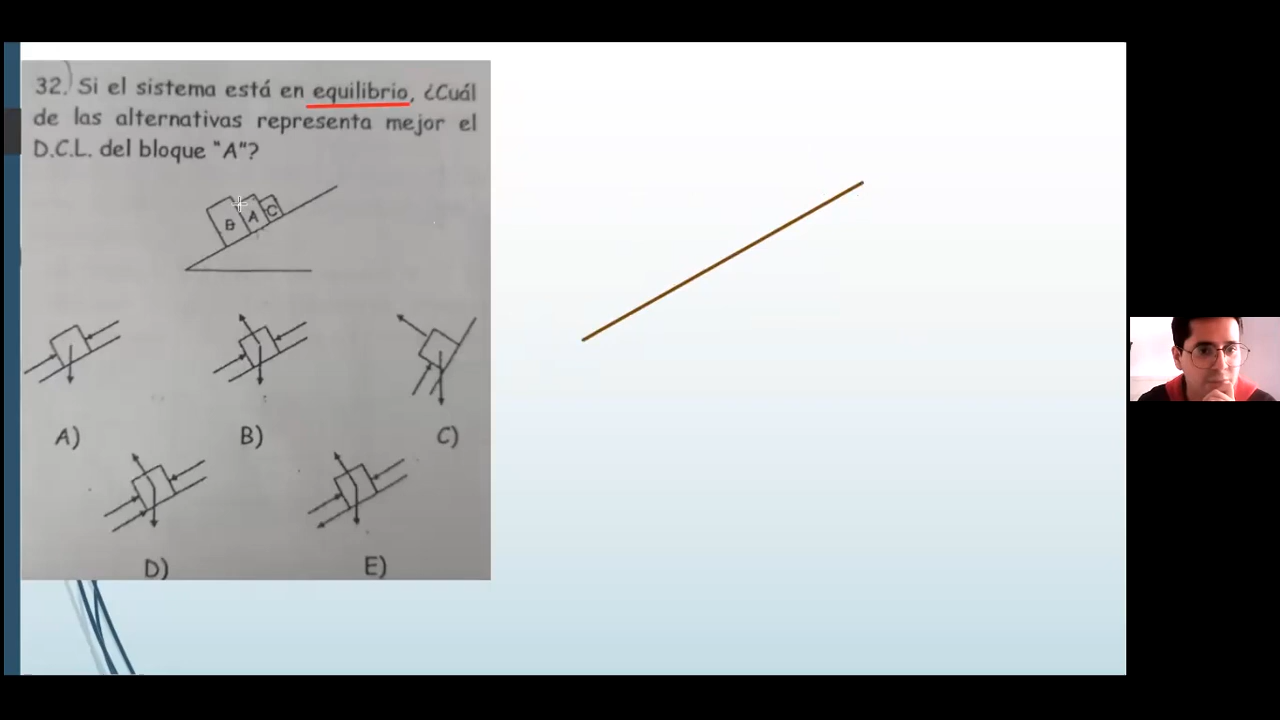 32. Si el sistema está en equilibrio, ¿Cuál
de las alternativas representa mejor el
D.C.L. del bloque "A"?
B A C
A) B) C)
D) E)